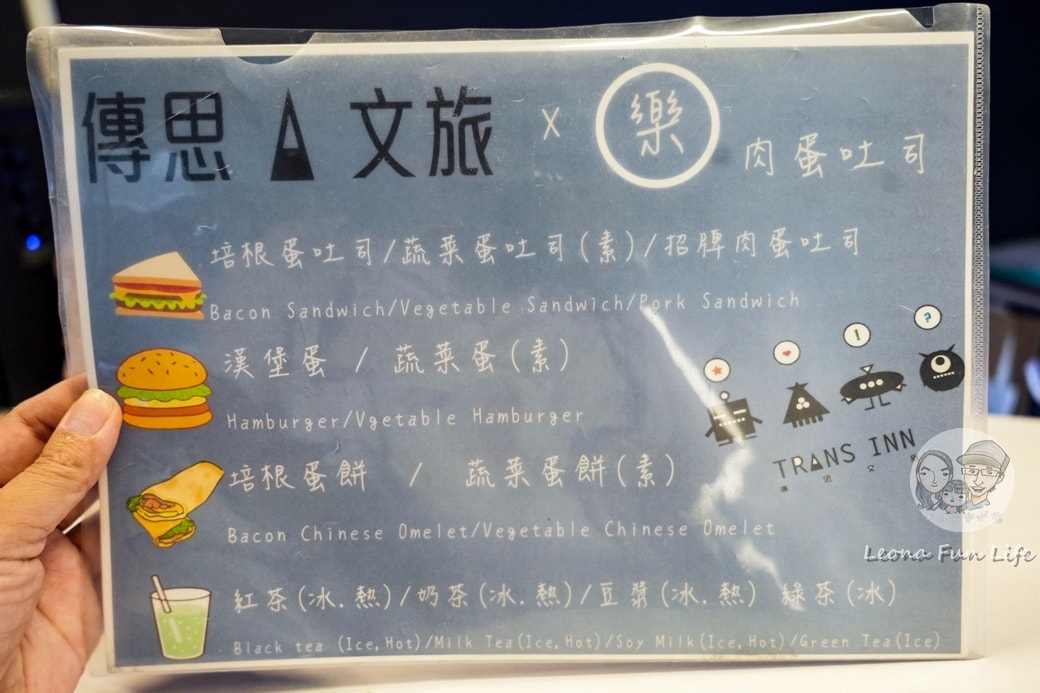 傳思 文旅 x 樂 肉蛋吐司
培根蛋吐司/蔬菜蛋吐司(素)/招牌肉蛋吐司
Bacon Sandwich/Vegetable Sandwich/Pork Sandwich
漢堡蛋 / 蔬菜蛋(素)
Hamburger/Vgetable Hamburger
培根蛋餅 / 蔬菜蛋餅(素)
Bacon Chinese Omelet/Vegetable Chinese Omelet
! ?
TRANS INN
傳思文旅
紅茶(冰.熱)/奶茶(冰.熱)/豆漿(冰.熱) 綠茶(冰)
Black tea (Ice,Hot)/Milk Tea(Ice,Hot)/Soy Milk(Ice,Hot)/Green Tea(Ice)
Leona Fun Life